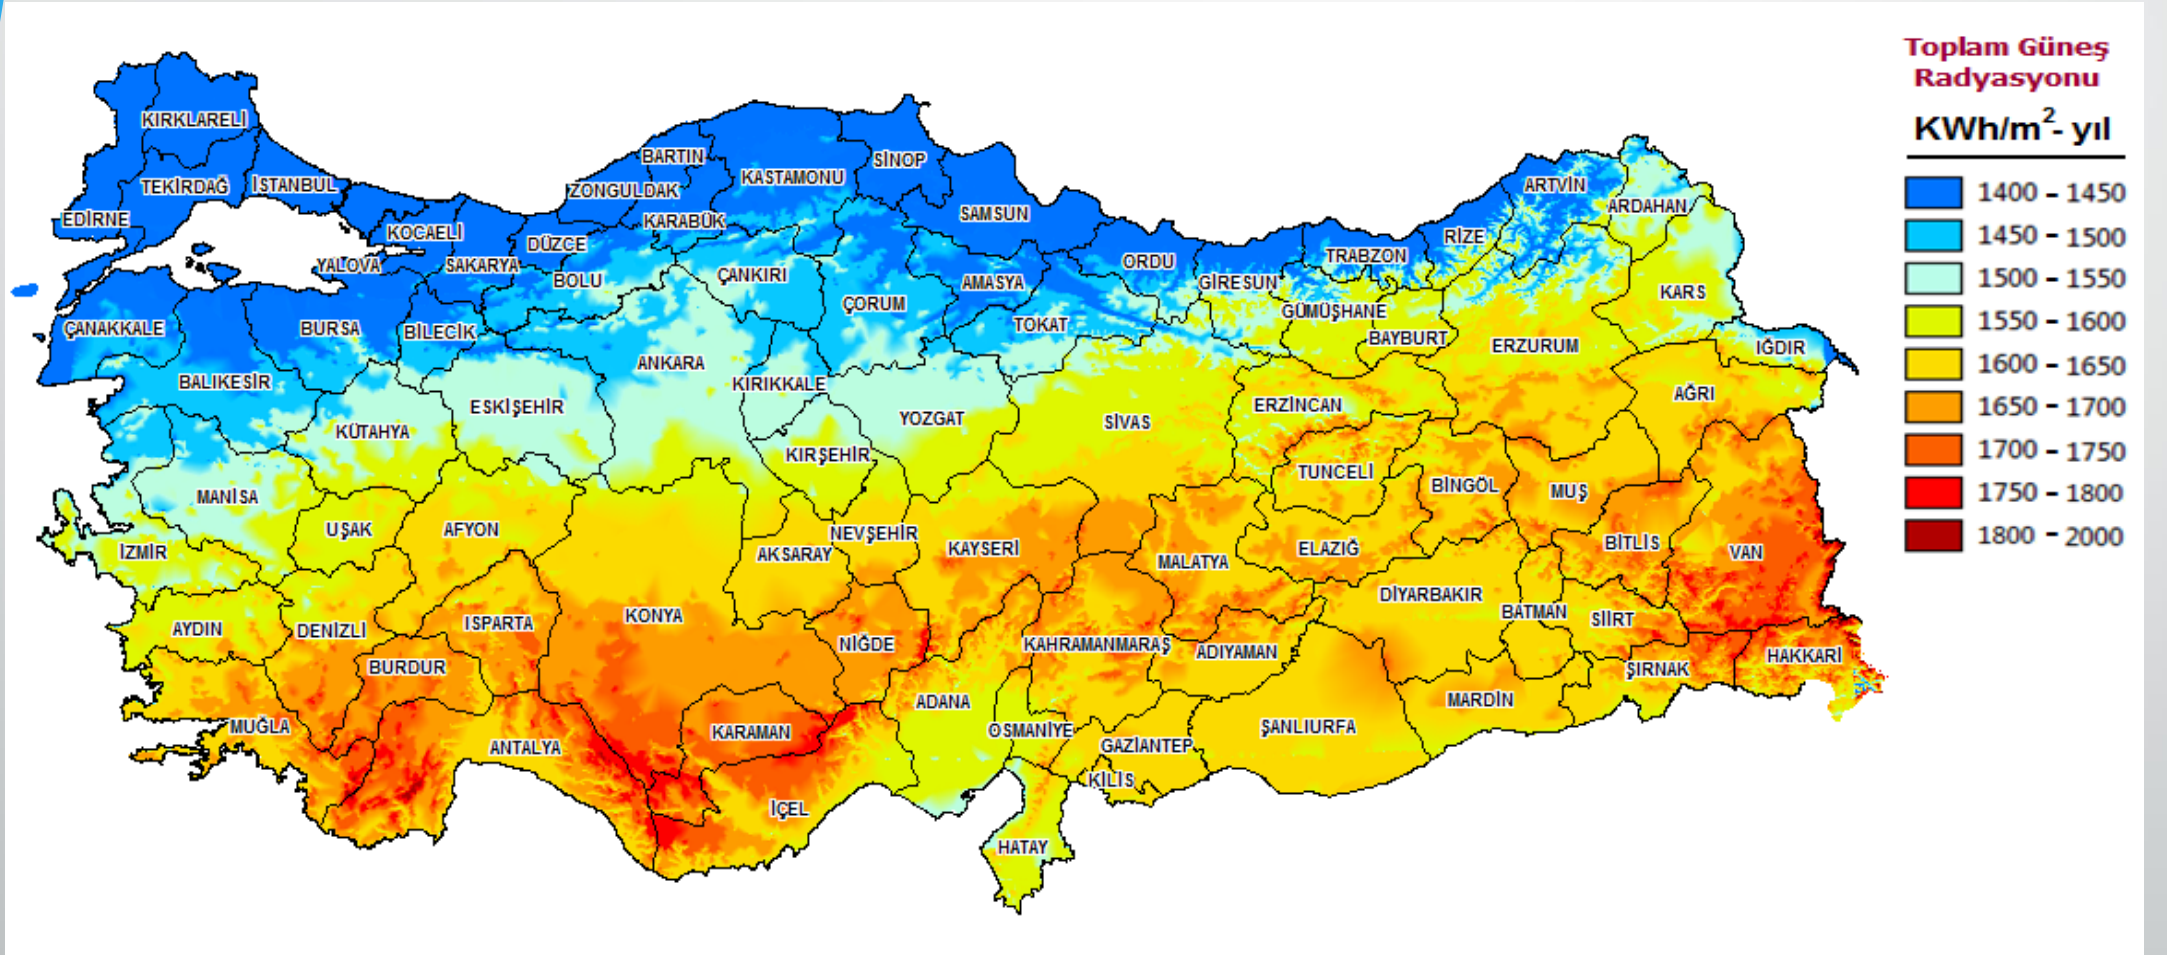 Toplam Güneş
Radyasyonu
KWh/m²- yıl
1400 - 1450
1450 - 1500
1500 - 1550
1550 - 1600
1600 - 1650
1650 - 1700
1700 - 1750
1750 - 1800
1800 - 2000
KIRKLARELİ
TEKİRDAĞ
İSTANBUL
EDİRNE
KOCAELİ
YALOVA
SAKARYA
DÜZCE
ZONGULDAK
BARTIN
KARABÜK
KASTAMONU
SİNOP
SAMSUN
BOLU
ÇANKIRI
ÇORUM
AMASYA
TOKAT
ORDU
GİRESUN
TRABZON
RİZE
ARTVİN
ARDAHAN
KARS
GÜMÜŞHANE
BAYBURT
ERZURUM
IĞDIR
AĞRI
ÇANAKKALE
BURSA
BİLECİK
BALIKESİR
ANKARA
KIRIKKALE
ESKİŞEHİR
KÜTAHYA
YOZGAT
SİVAS
ERZİNCAN
KIRŞEHİR
TUNCELİ
BİNGÖL
MUŞ
MANİSA
UŞAK
AFYON
NEVŞEHİR
AKSARAY
KAYSERİ
MALATYA
ELAZIĞ
BİTLİS
VAN
İZMİR
AYDIN
DENİZLİ
ISPARTA
KONYA
NİĞDE
KAHRAMANMARAŞ
ADIYAMAN
DİYARBAKIR
BATMAN
SİİRT
ŞIRNAK
HAKKARİ
BURDUR
MUĞLA
ANTALYA
KARAMAN
İÇEL
ADANA
OSMANİYE
GAZİANTEP
KİLİS
ŞANLIURFA
MARDİN
HATAY